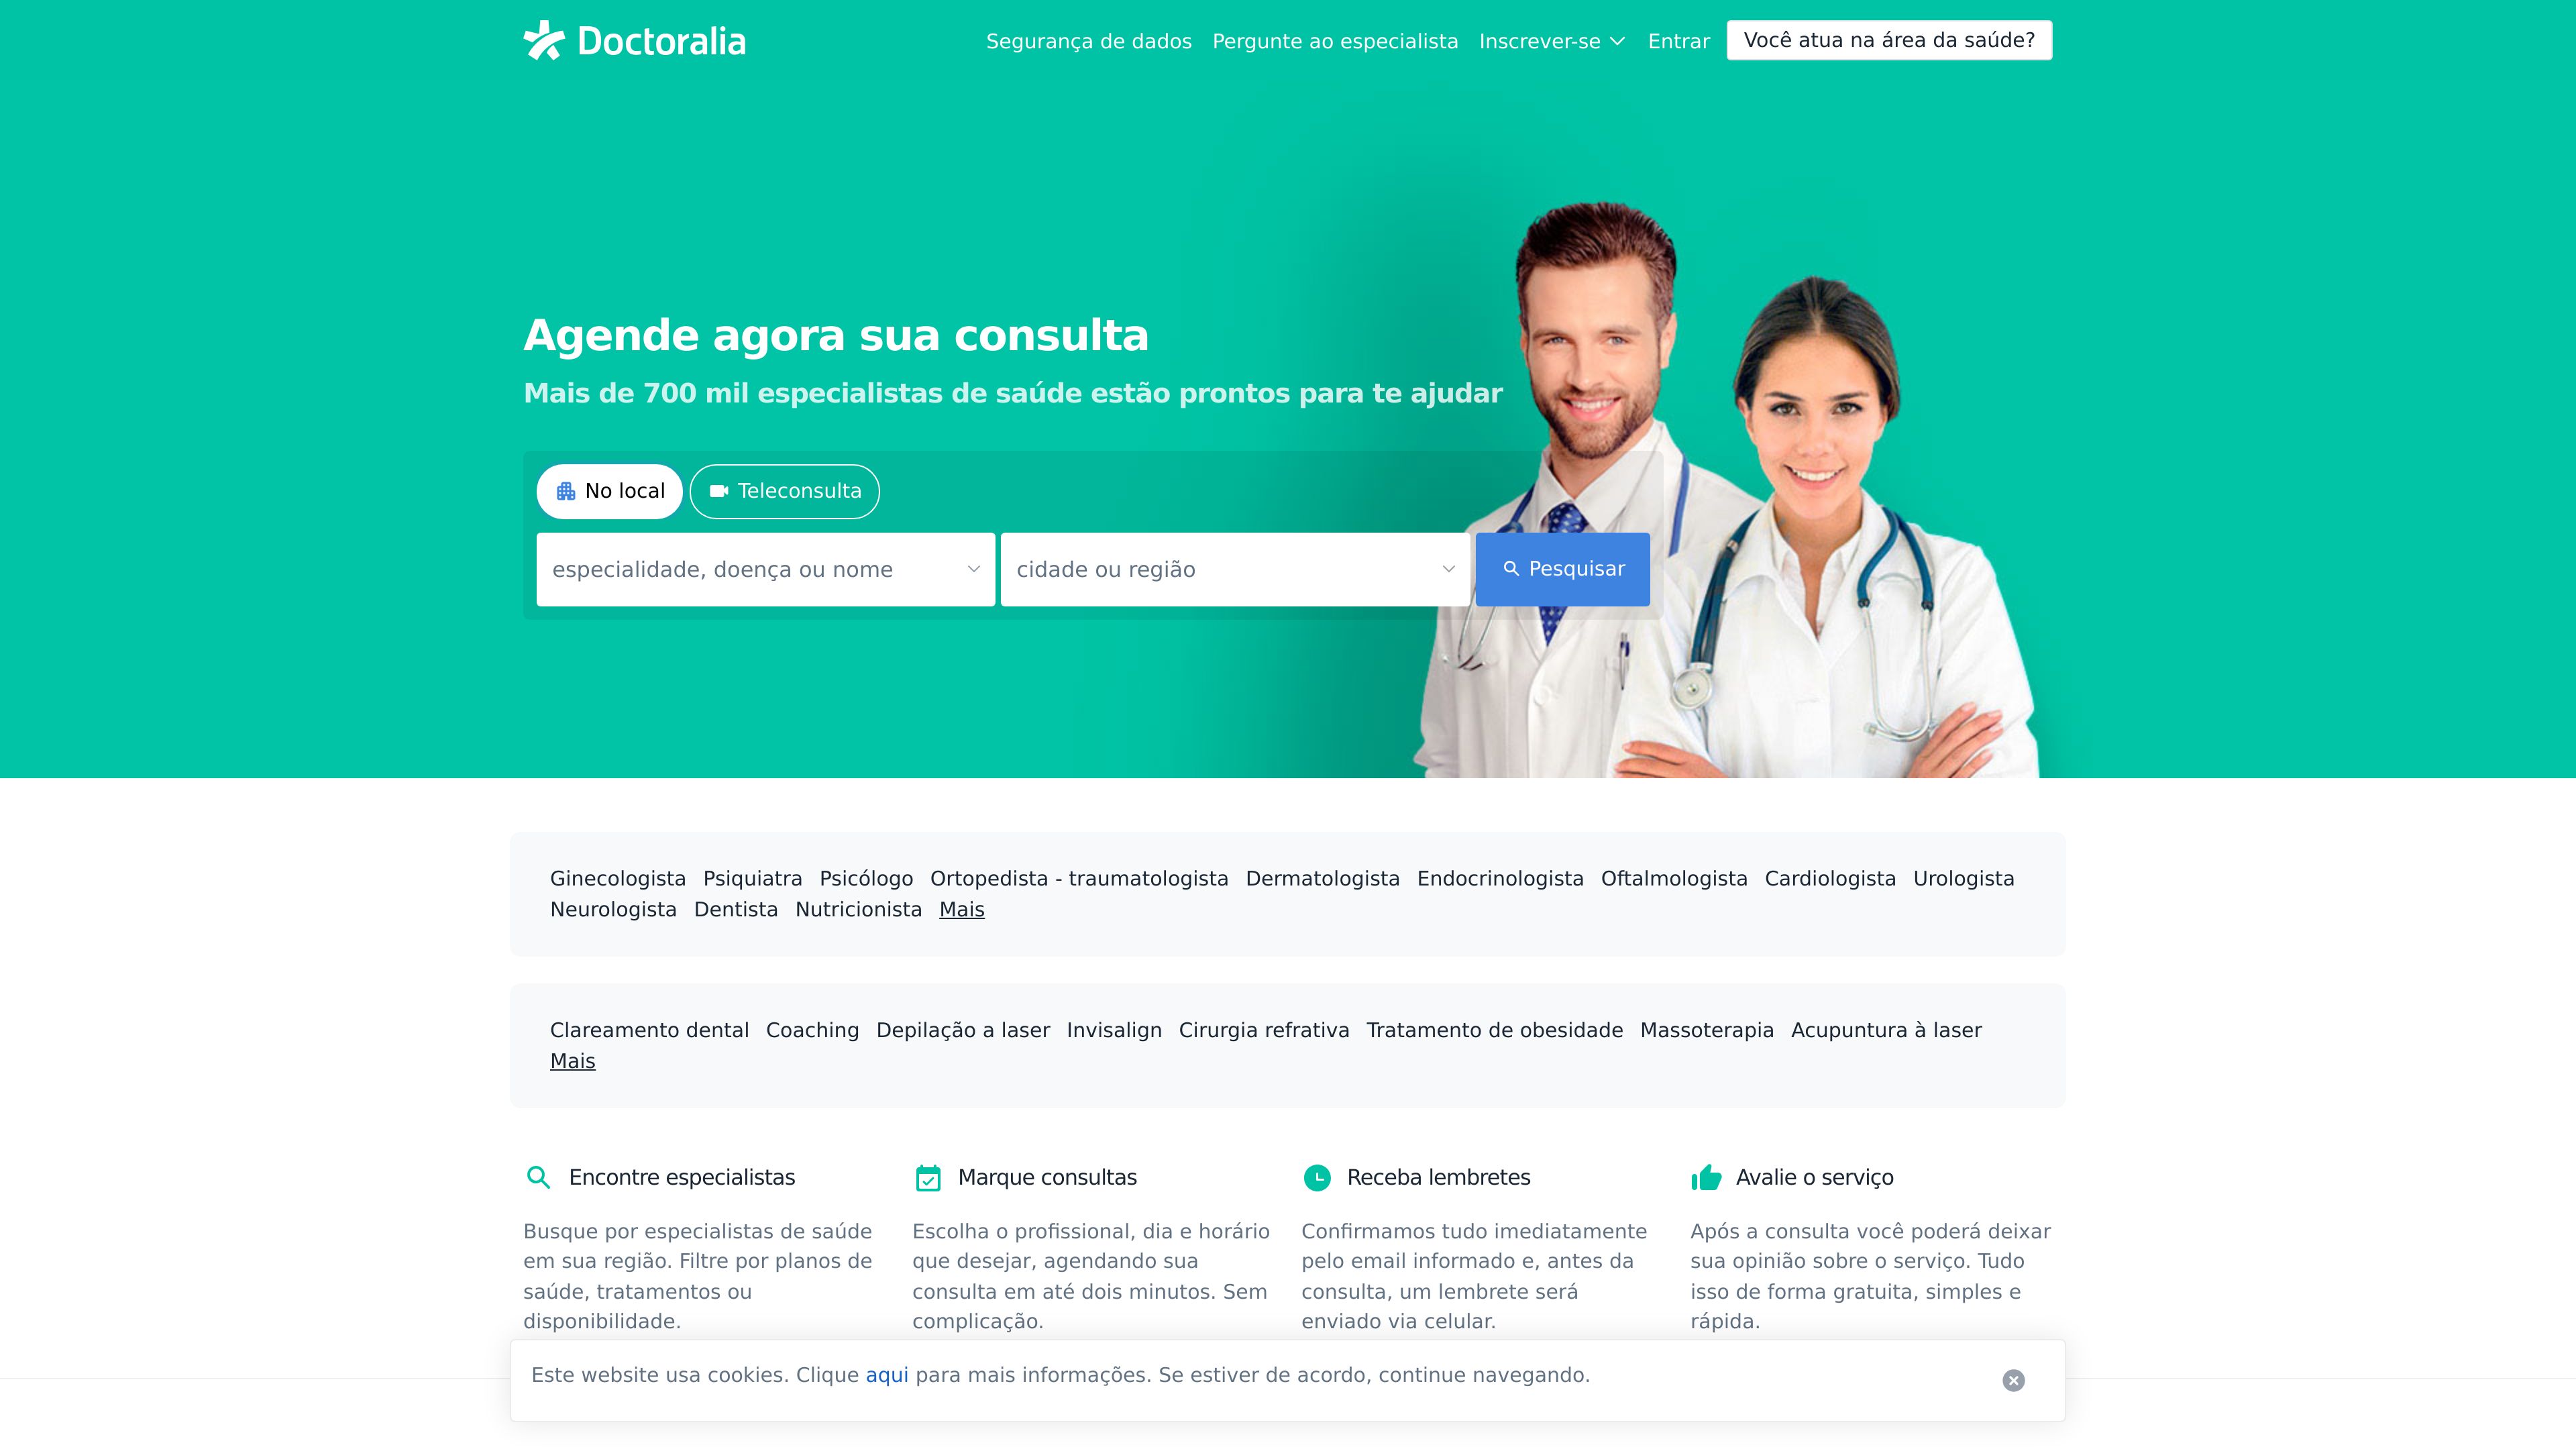 Doctoralia
Segurança de dados Pergunte ao especialista Inscrever-se Entrar Você atua na área da saúde?
Agende agora sua consulta
Mais de 700 mil especialistas de saúde estão prontos para te ajudar
No local Teleconsulta
especialidade, doença ou nome cidade ou região Pesquisar
Ginecologista Psiquiatra Psicólogo Ortopedista - traumatologista Dermatologista Endocrinologista Oftalmologista Cardiologista Urologista
Neurologista Dentista Nutricionista Mais
Clareamento dental Coaching Depilação a laser Invisalign Cirurgia refrativa Tratamento de obesidade Massoterapia Acupuntura à laser
Mais
Encontre especialistas
Busque por especialistas de saúde
em sua região. Filtre por planos de
saúde, tratamentos ou
disponibilidade.
Marque consultas
Escolha o profissional, dia e horário
que desejar, agendando sua
consulta em até dois minutos. Sem
complicação.
Receba lembretes
Confirmamos tudo imediatamente
pelo email informado e, antes da
consulta, um lembrete será
enviado via celular.
Avalie o serviço
Após a consulta você poderá deixar
sua opinião sobre o serviço. Tudo
isso de forma gratuita, simples e
rápida.
Este website usa cookies. Clique aqui para mais informações. Se estiver de acordo, continue navegando.